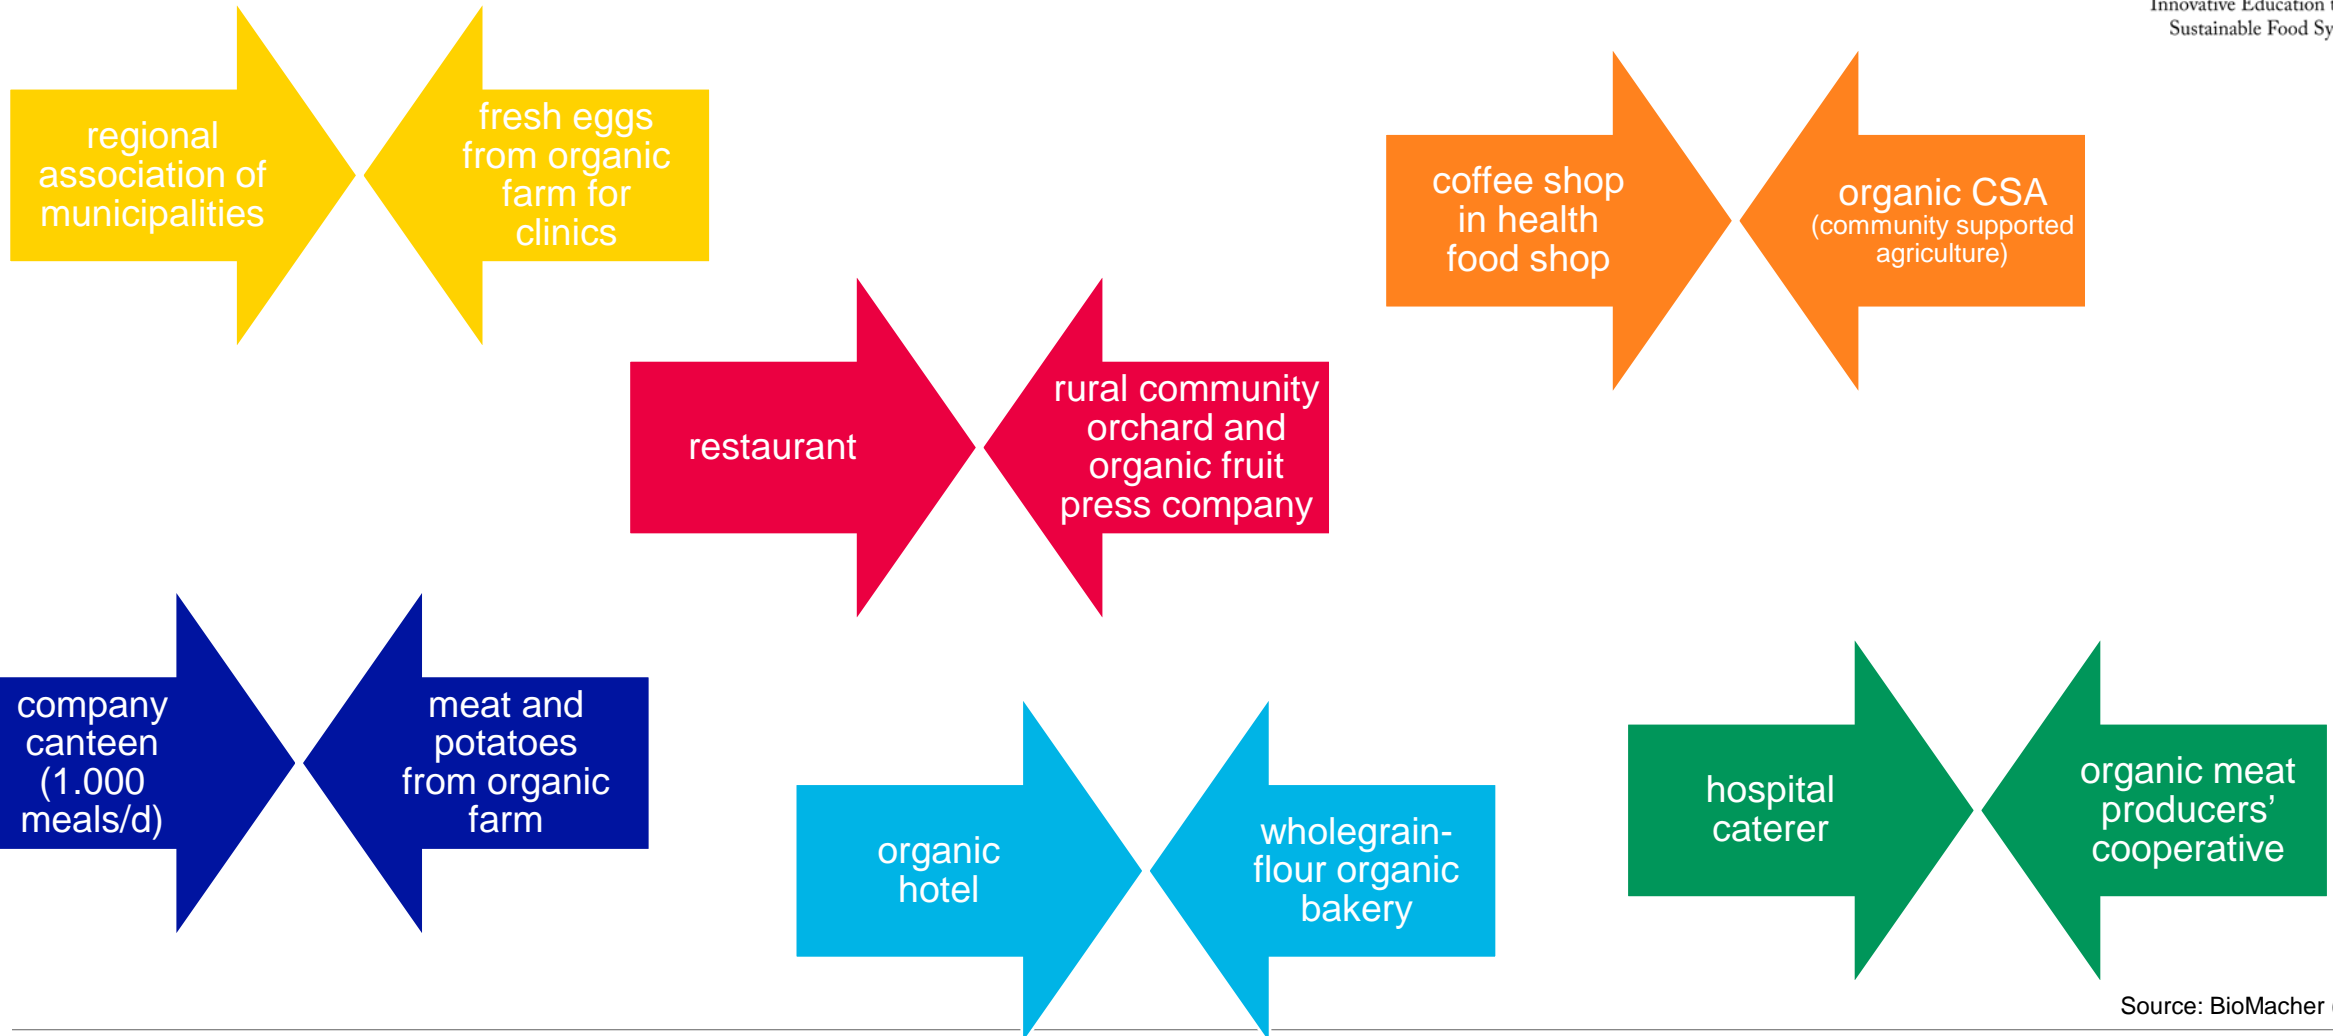 Innovative Education
Sustainable Food
regional
association of
municipalities
fresh eggs
from organic
farm for
clinics
coffee shop
in health
food shop
organic CSA
(community supported
agriculture)
restaurant
rural community
orchard and
organic fruit
press company
company
canteen
(1.000
meals/d)
meat and
potatoes
from organic
farm
organic
hotel
wholegrain-
flour organic
bakery
hospital
caterer
organic meat
producers’
cooperative
Source: BioMacher